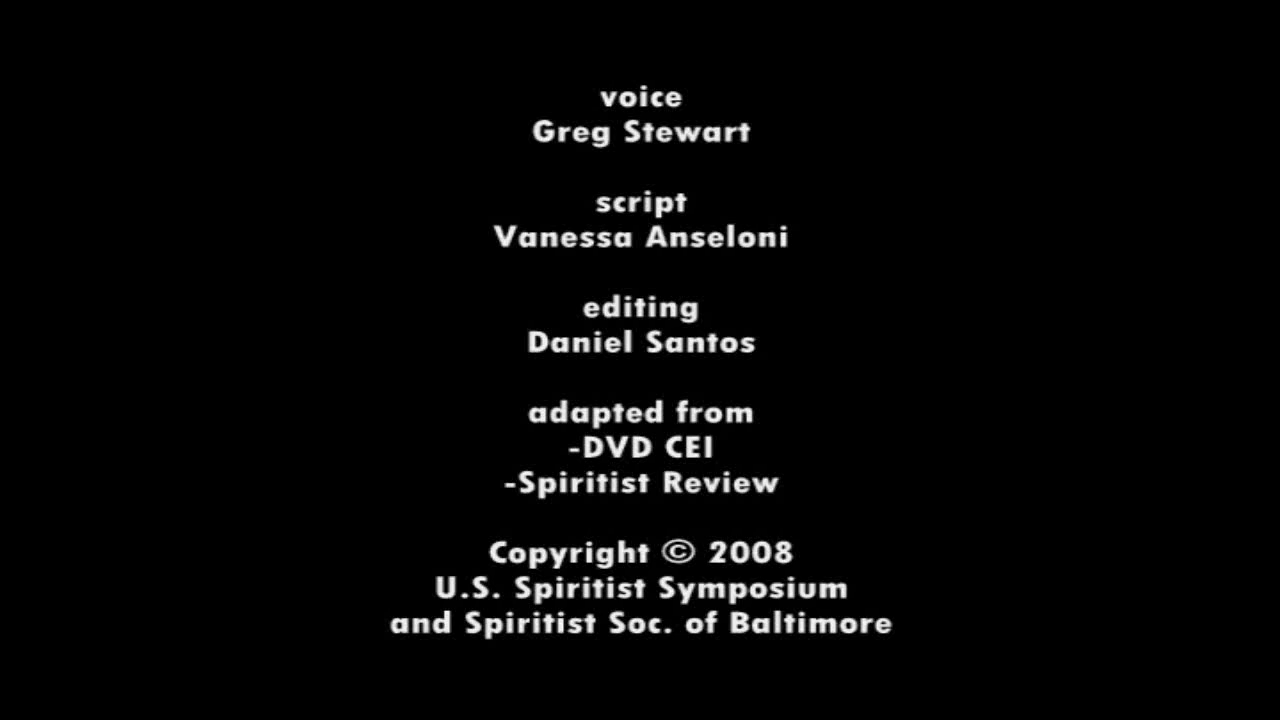 voice
Greg Stewart
script
Vanessa Anseloni
editing
Daniel Santos
adapted from
-DVD CEI
-Spiritist Review
Copyright © 2008
U.S. Spiritist Symposium
and Spiritist Soc. of Baltimore